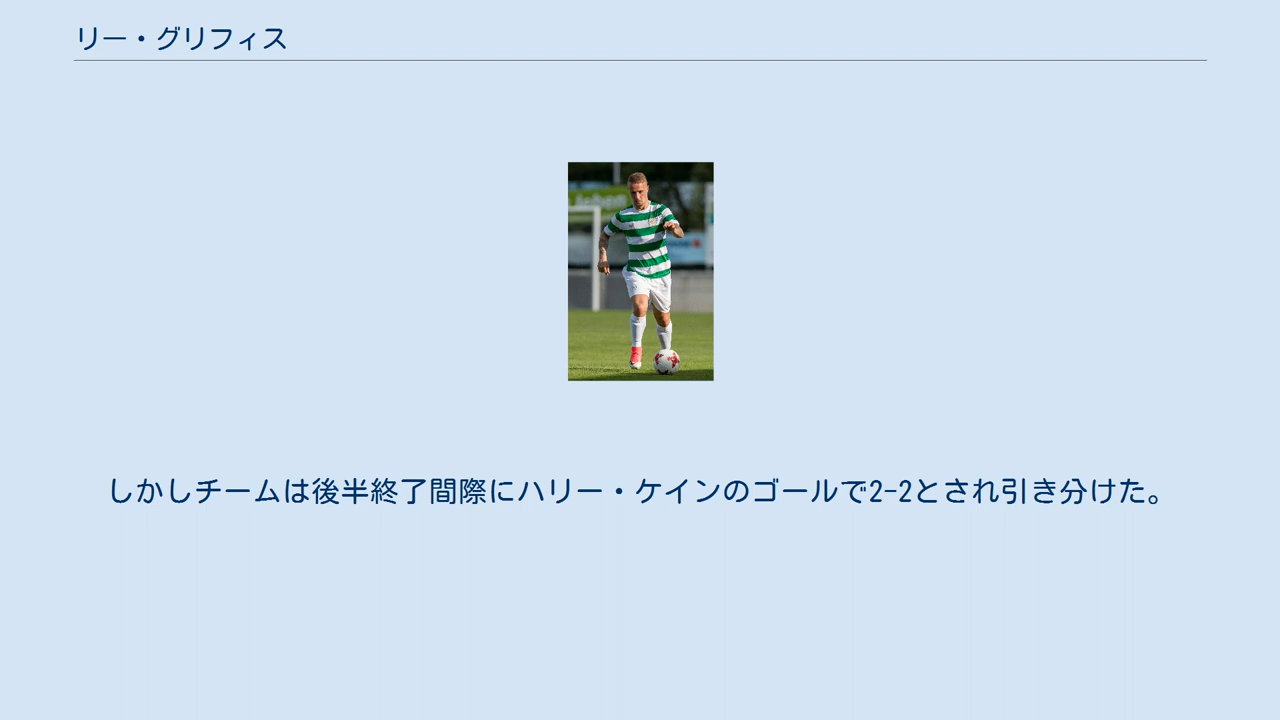 リー・グリフィス
しかしチームは後半終了間際にハリー・ケインのゴールで2-2とされ引き分けた。